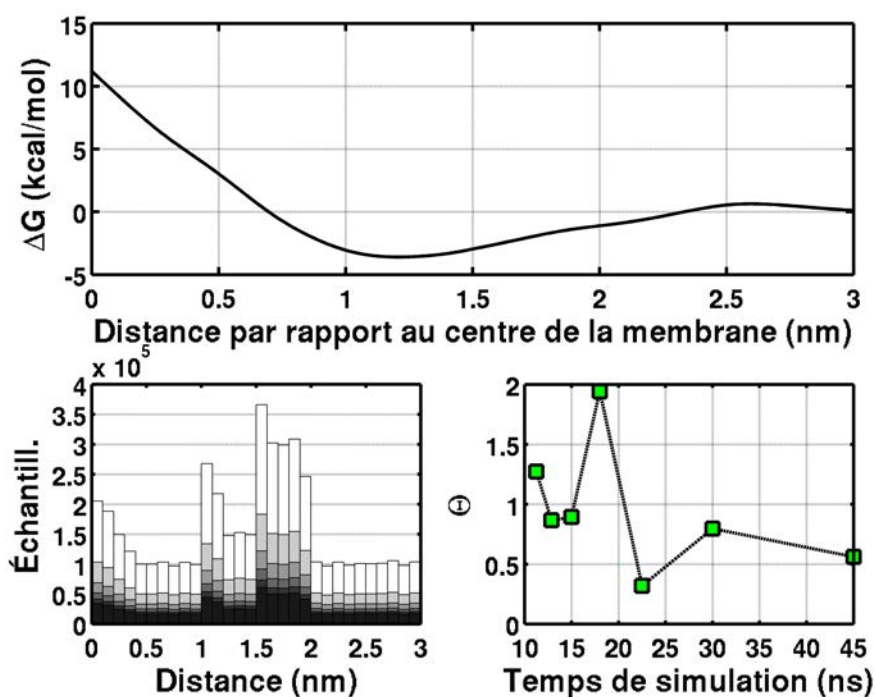 15
10
5
0
-5
ΔG (kcal/mol)
0 0.5 1 1.5 2 2.5 3
Distance par rapport au centre de la membrane (nm)
x 10^5
4
3.5
3
2.5
2
1.5
1
0.5
0
Échantill.
0 0.5 1 1.5 2 2.5 3
Distance (nm)
2
1.5
1
0.5
0
Θ
10 15 20 25 30 35 40 45
Temps de simulation (ns)